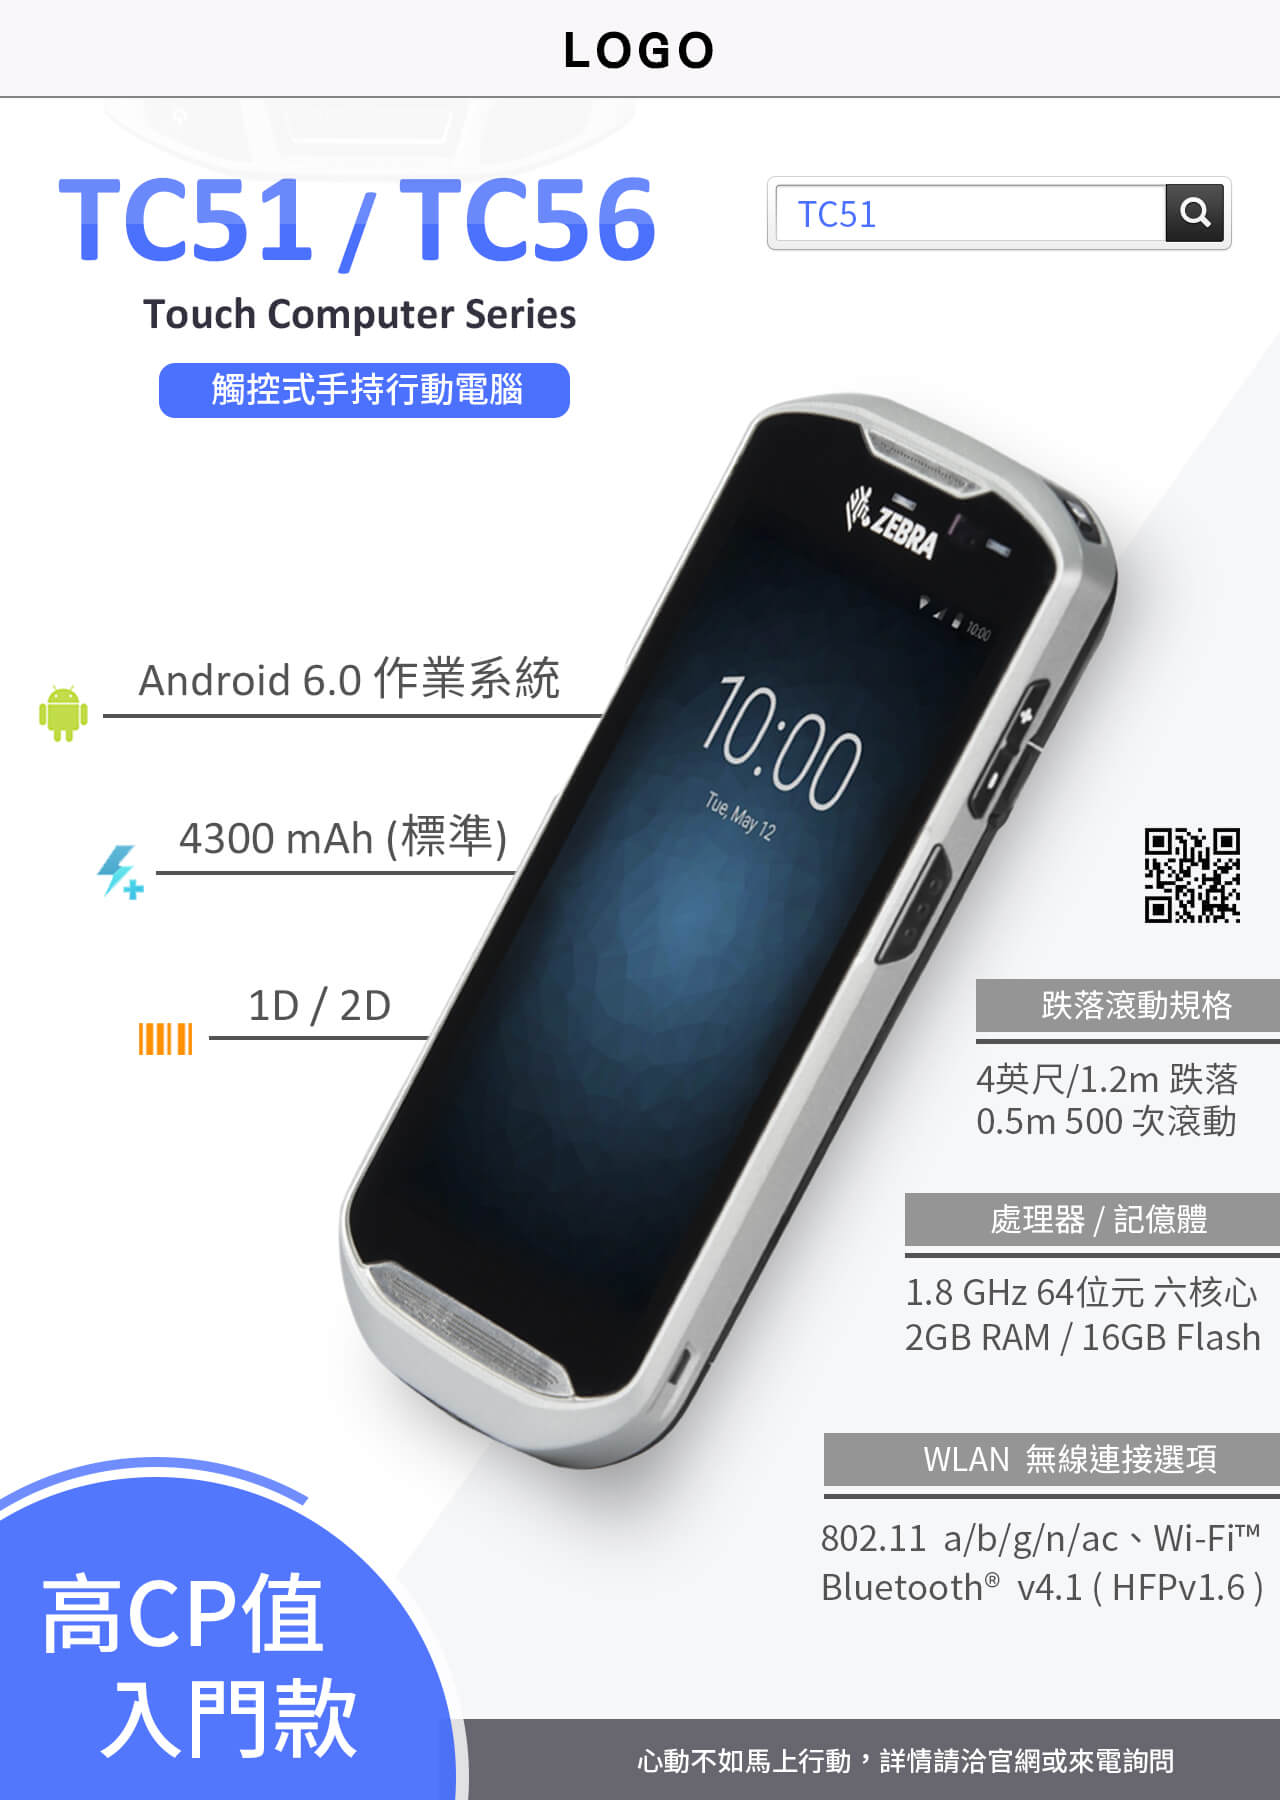 LOGO
TC51 / TC56
TC51
Touch Computer Series
觸控式手持行動電腦
ZEBRA
10:00
Android 6.0 作業系統
10:00
Tue, May 12
4300 mAh (標準)
1D / 2D
跌落滾動規格
4英尺/1.2m 跌落
0.5m 500 次滾動
處理器 / 記億體
1.8 GHz 64位元 六核心
2GB RAM / 16GB Flash
WLAN 無線連接選項
802.11 a/b/g/n/ac、Wi-Fi™
Bluetooth® v4.1 ( HFPv1.6 )
高CP值
入門款
心動不如馬上行動，詳情請洽官網或來電詢問